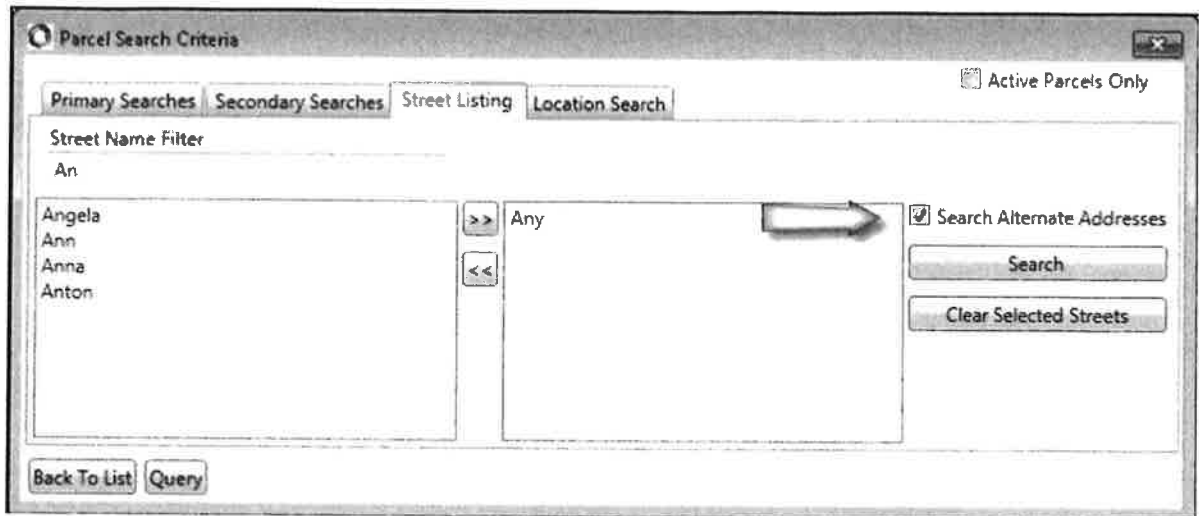 Parcel Search Criteria
Active Parcels Only
Primary Searches Secondary Searches Street Listing Location Search
Street Name Filter
An
Angela
Ann
Anna
Anton
>>
<<
Any
Search Alternate Addresses
Search
Clear Selected Streets
Back To List Query